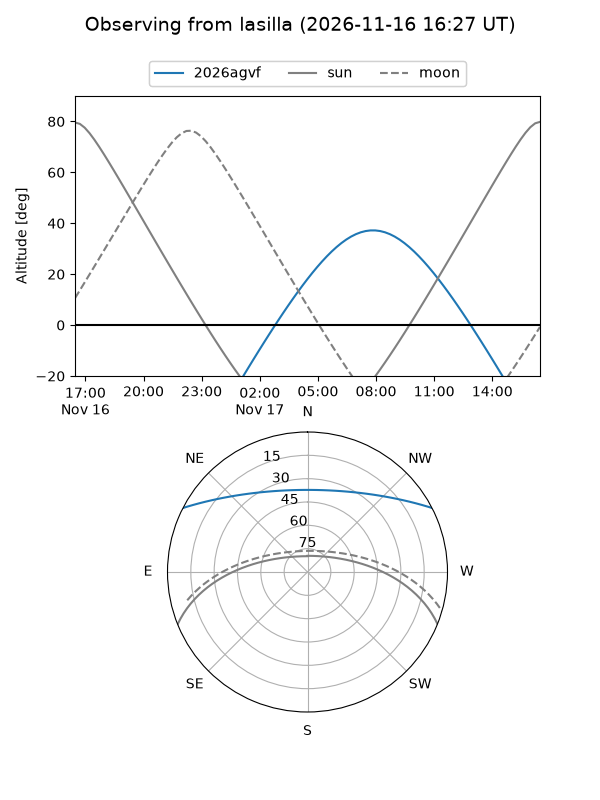 Observing from lasilla (2026-11-16 16:27 UT)
2026agvf sun moon
Altitude [deg]
80
60
40
20
0
−20
17:00 20:00 23:00 02:00 05:00 08:00 11:00 14:00
Nov 16 Nov 17
N
NE NW
15
30
45
60
75
E W
SE SW
S